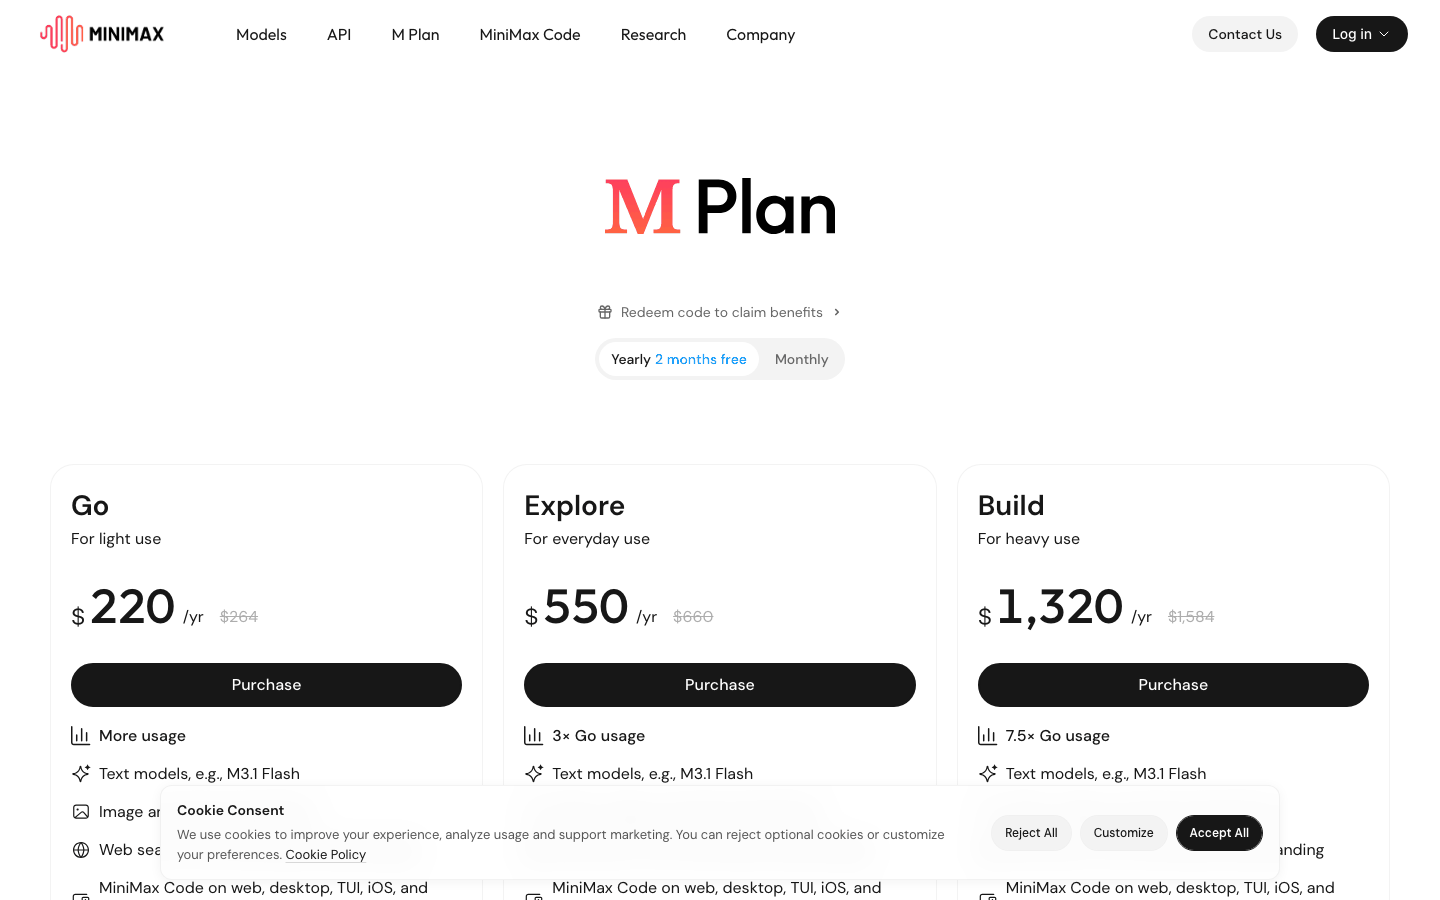 MINIMAX
Models
API
M Plan
MiniMax Code
Research
Company
Contact Us
Log in
M Plan
Redeem code to claim benefits
Yearly 2 months free
Monthly
Go
For light use
$ 220 /yr $264
Purchase
More usage
Text models, e.g., M3.1 Flash
Image
Web
MiniMax Code on web, desktop, TUI, iOS, and
Explore
For everyday use
$ 550 /yr $660
Purchase
3× Go usage
Text models, e.g., M3.1 Flash
MiniMax Code on web, desktop, TUI, iOS, and
Build
For heavy use
$ 1,320 /yr $1,584
Purchase
7.5× Go usage
Text models, e.g., M3.1 Flash
MiniMax Code on web, desktop, TUI, iOS, and
Cookie Consent
We use cookies to improve your experience, analyze usage and support marketing. You can reject optional cookies or customize
your preferences. Cookie Policy
Reject All
Customize
Accept All